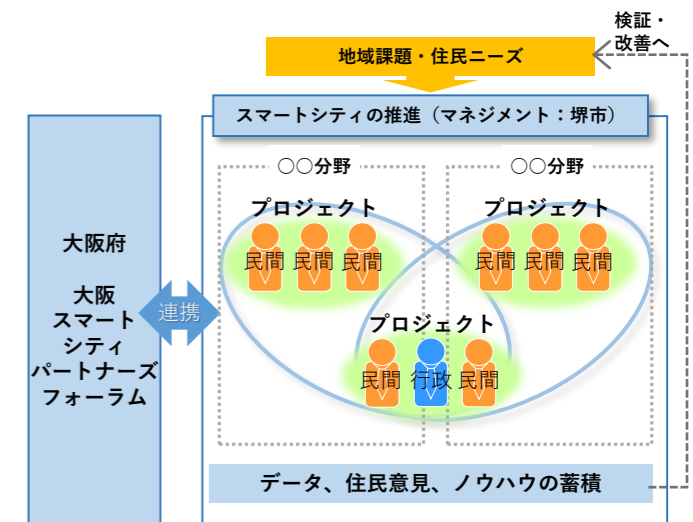 検証・
改善へ
地域課題・住民ニーズ
スマートシティの推進（マネジメント：堺市）
○○分野
○○分野
プロジェクト
プロジェクト
民間 民間 民間
民間 民間 民間
大阪府
大阪
スマート
シティ
パートナーズ
フォーラム
連携
プロジェクト
民間 行政 民間
データ、住民意見、ノウハウの蓄積